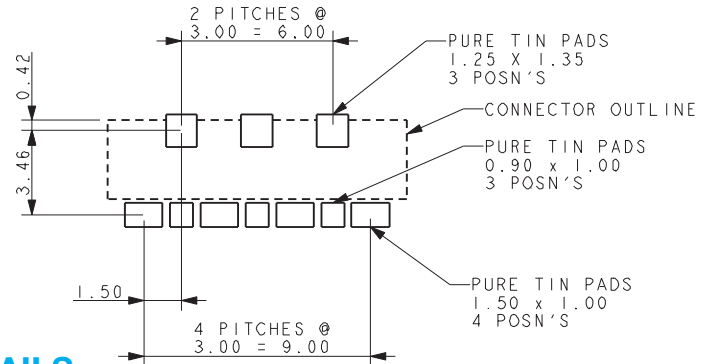 2 PITCHES @
3.00 = 6.00
PURE TIN PADS
1.25 X 1.35
3 POSN'S
0.42
CONNECTOR OUTLINE
PURE TIN PADS
0.90 x 1.00
3 POSN'S
3.46
PURE TIN PADS
1.50 x 1.00
4 POSN'S
1.50
4 PITCHES @
3.00 = 9.00